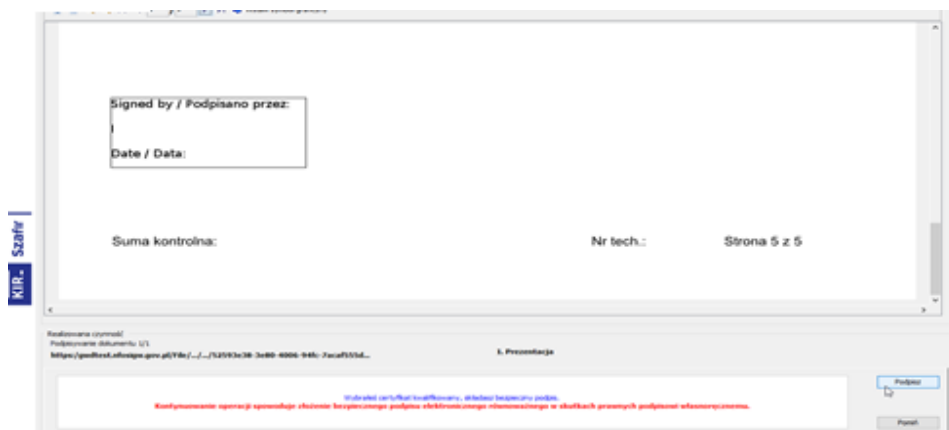 Signed by / Podpisano przez:
Date / Data:
Suma kontrolna: Nr tech.: Strona 5 z 5
KIR. Szafir
Realizowana czynność
Podpisywanie dokumentu 1/1
1. Prezentacja
Wybrałeś certyfikat kwalifikowany, składasz bezpieczny podpis.
Kontynuowanie operacji spowoduje złożenie bezpiecznego podpisu elektronicznego równoważnego w skutkach prawnych podpisowi własnoręcznemu.
Podpisz
Pomiń